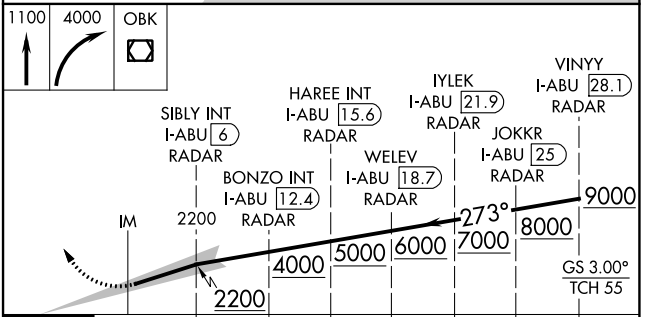 1100 4000 OBK
VINYY
I-ABU 28.1
RADAR
IYLEK
I-ABU 21.9
RADAR
HAREE INT
I-ABU 15.6
RADAR
SIBLY INT
I-ABU 6
RADAR
JOKKR
I-ABU 25
RADAR
WELEV
I-ABU 18.7
RADAR
BONZO INT
I-ABU 12.4
RADAR
IM
2200
273°
9000
8000
7000
6000
5000
4000
2200
GS 3.00°
TCH 55